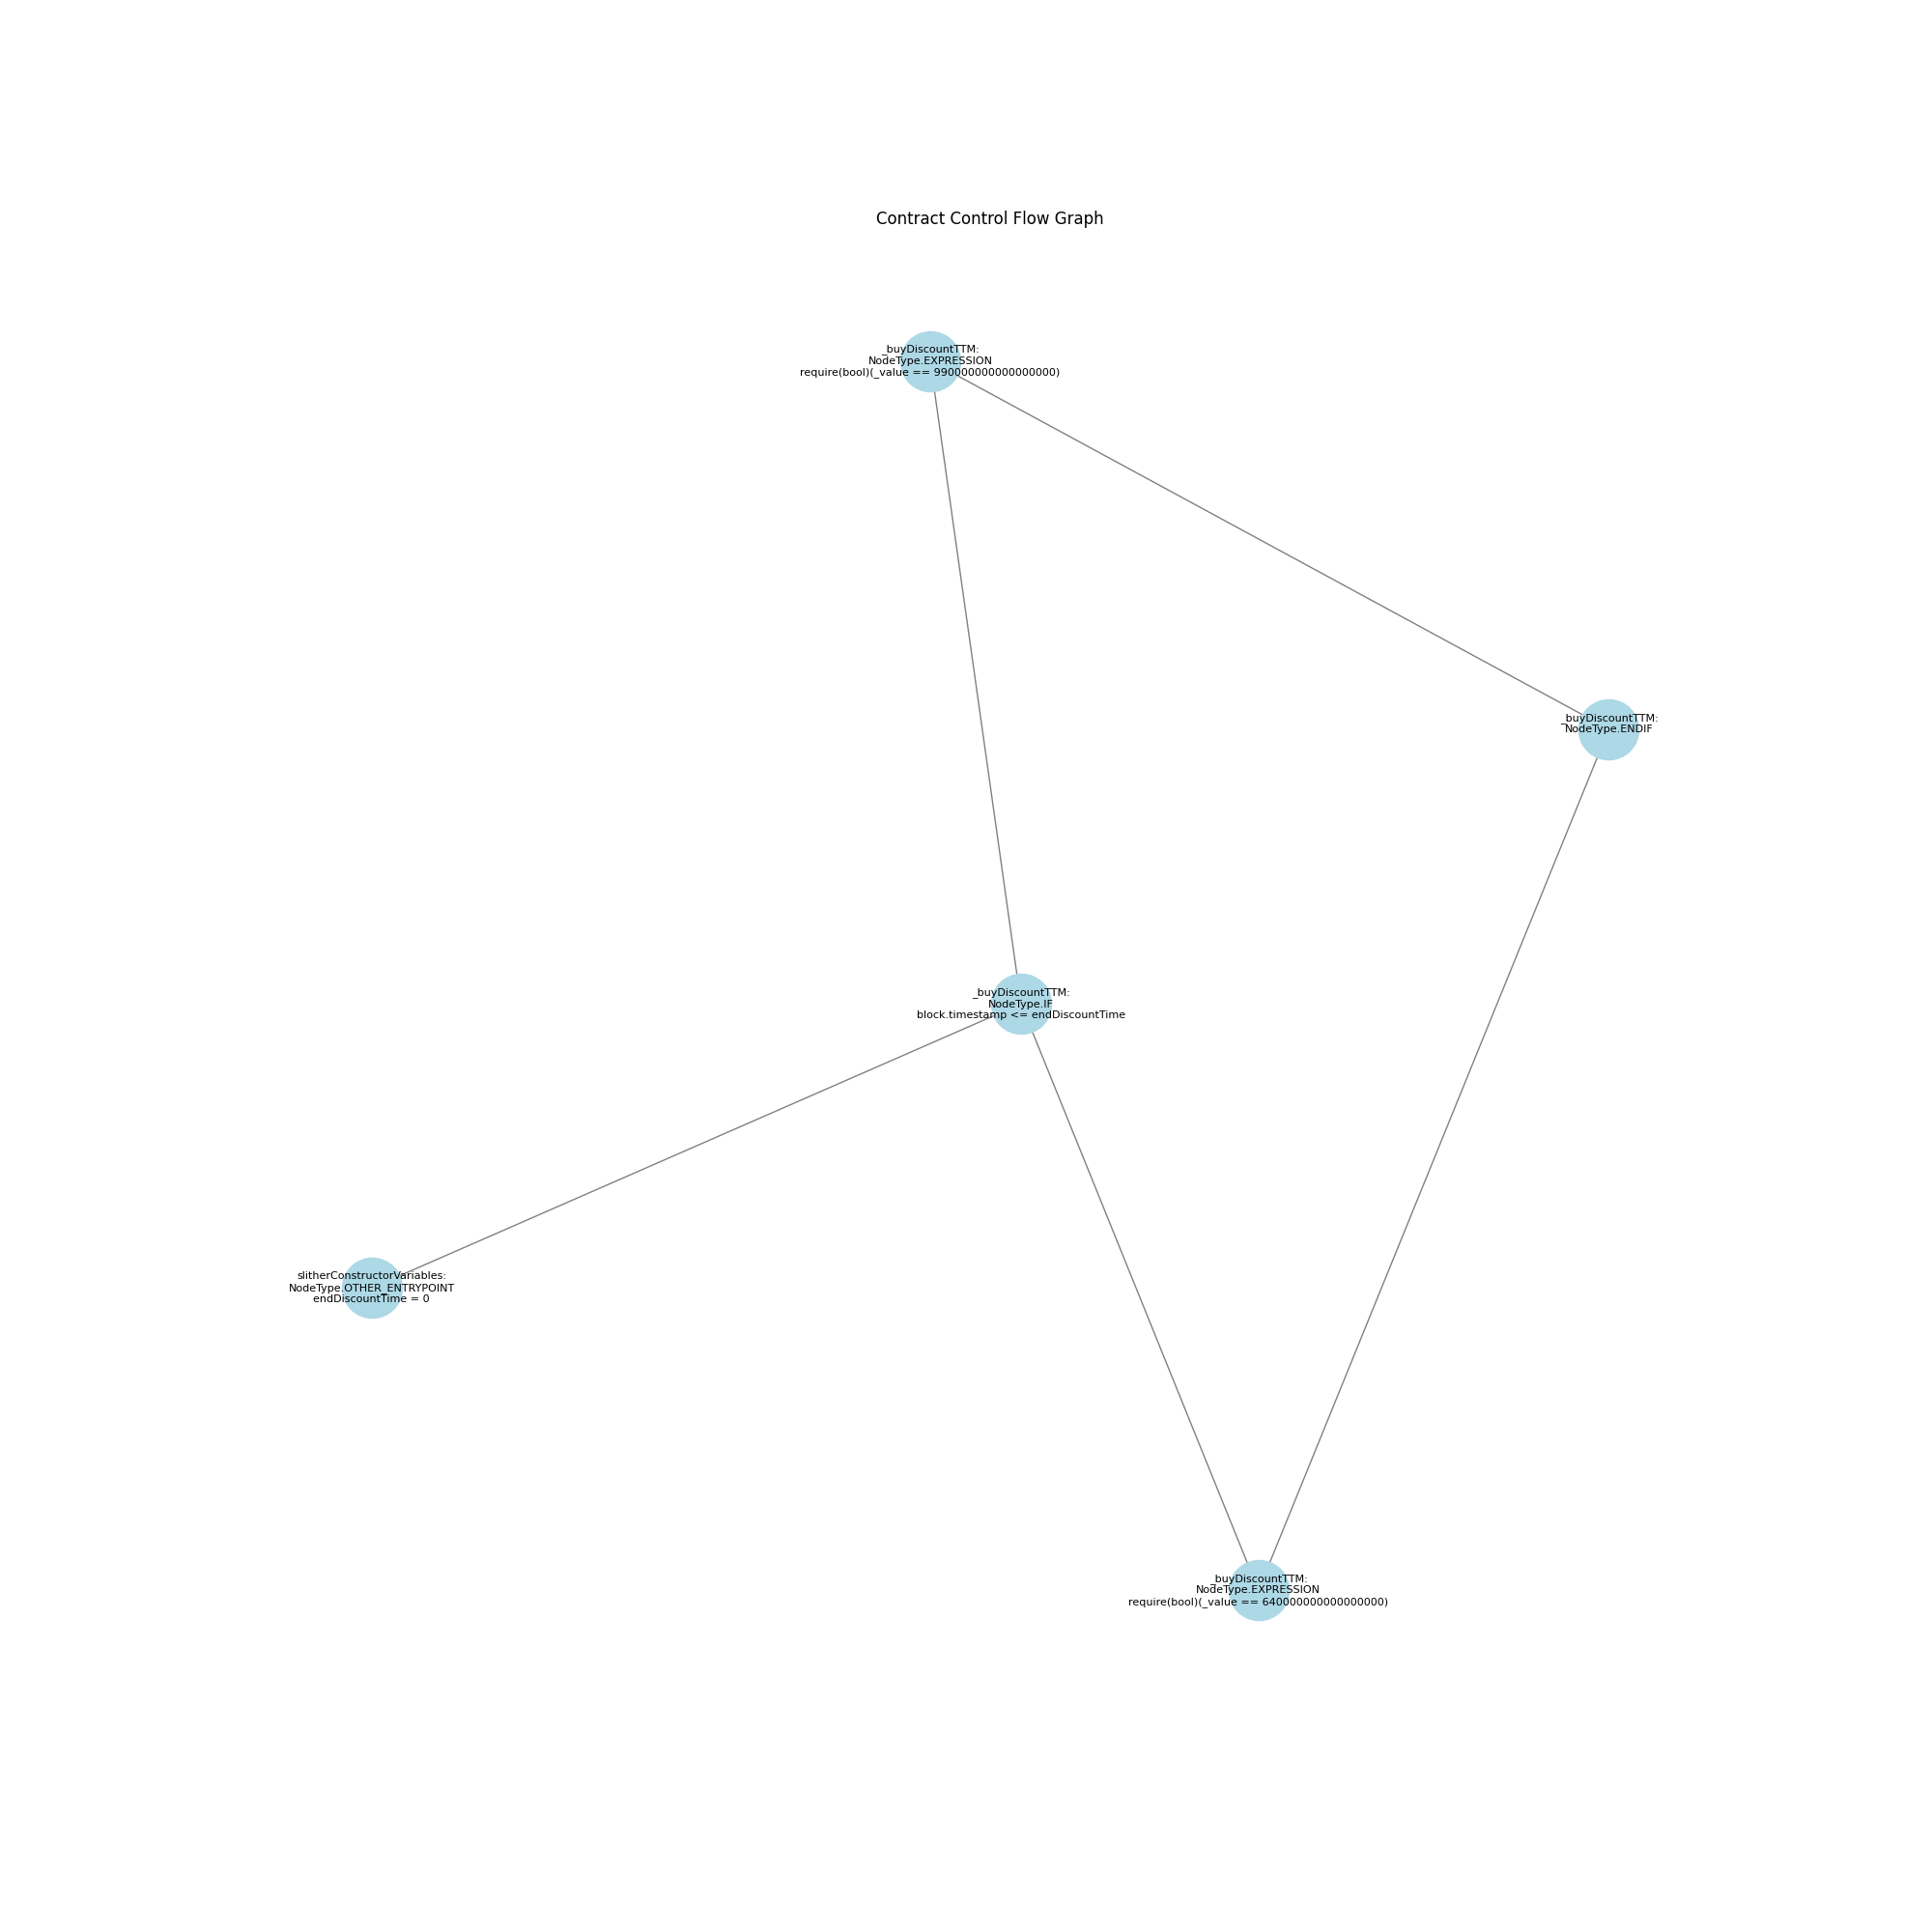 Contract Control Flow Graph
_buyDiscountTTM:
NodeType.EXPRESSION
require(bool)(_value == 990000000000000000)
_buyDiscountTTM:
NodeType.ENDIF
_buyDiscountTTM:
NodeType.IF
block.timestamp <= endDiscountTime
slitherConstructorVariables:
NodeType.OTHER_ENTRYPOINT
endDiscountTime = 0
_buyDiscountTTM:
NodeType.EXPRESSION
require(bool)(_value == 640000000000000000)